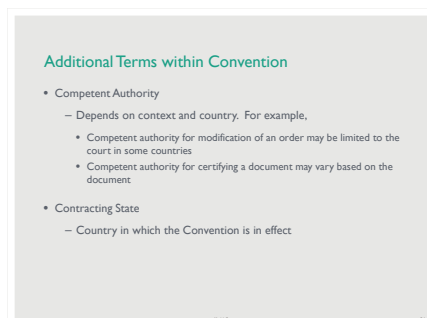 Additional Terms within Convention
• Competent Authority
– Depends on context and country. For example,
• Competent authority for modification of an order may be limited to the
court in some countries
• Competent authority for certifying a document may vary based on the
document
• Contracting State
– Country in which the Convention is in effect